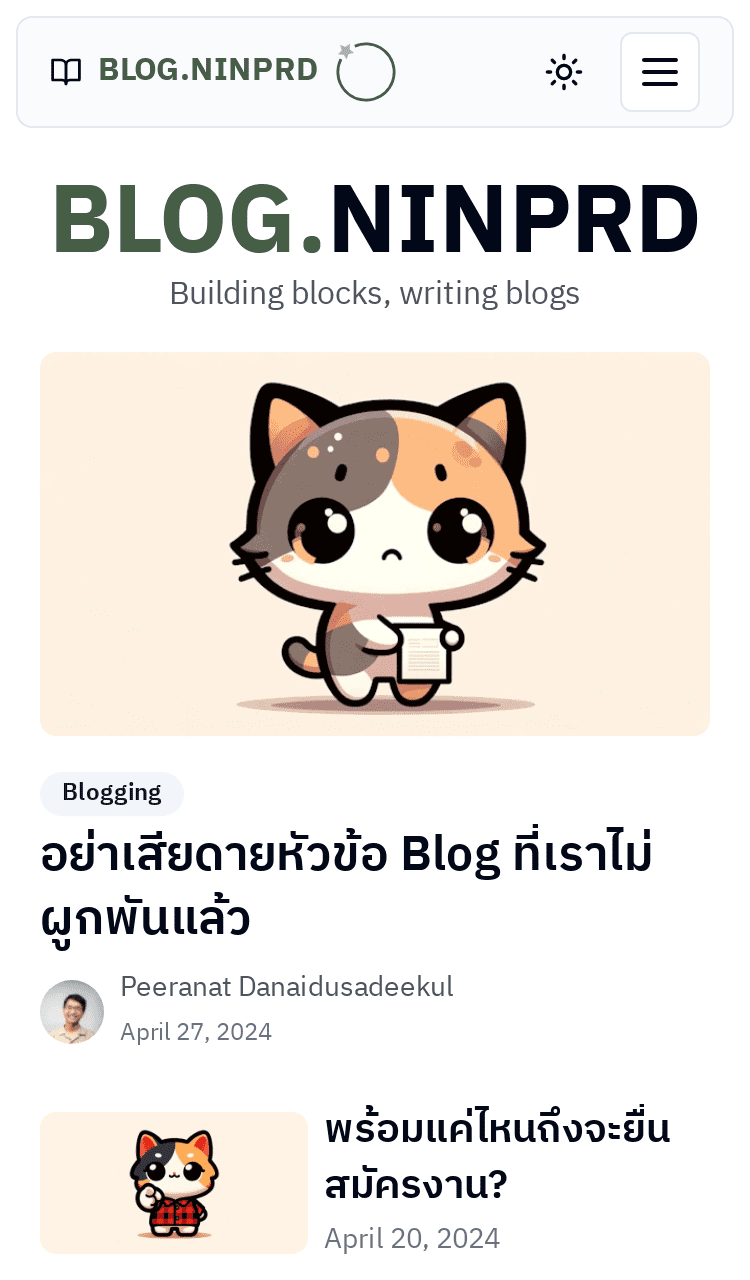 BLOG.NINPRD
BLOG.NINPRD
Building blocks, writing blogs
Blogging
อย่าเสียดายหัวข้อ Blog ที่เราไม่
ผูกพันแล้ว
Peeranat Danaidusadeekul
April 27, 2024
พร้อมแค่ไหนถึงจะยื่น
สมัครงาน?
April 20, 2024